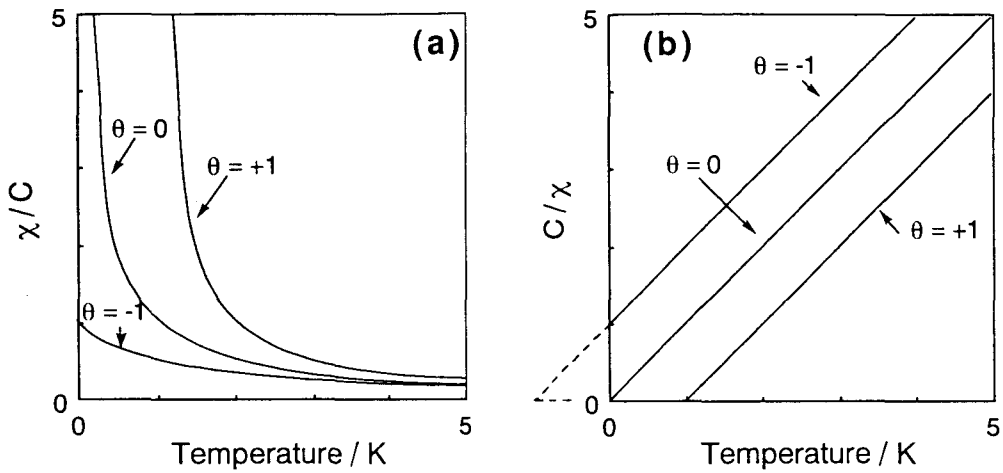 5
(a)
θ = 0
θ = +1
χ / C
θ = -1
0
0
5
Temperature / K
5
(b)
θ = -1
θ = 0
C / χ
θ = +1
0
0
5
Temperature / K